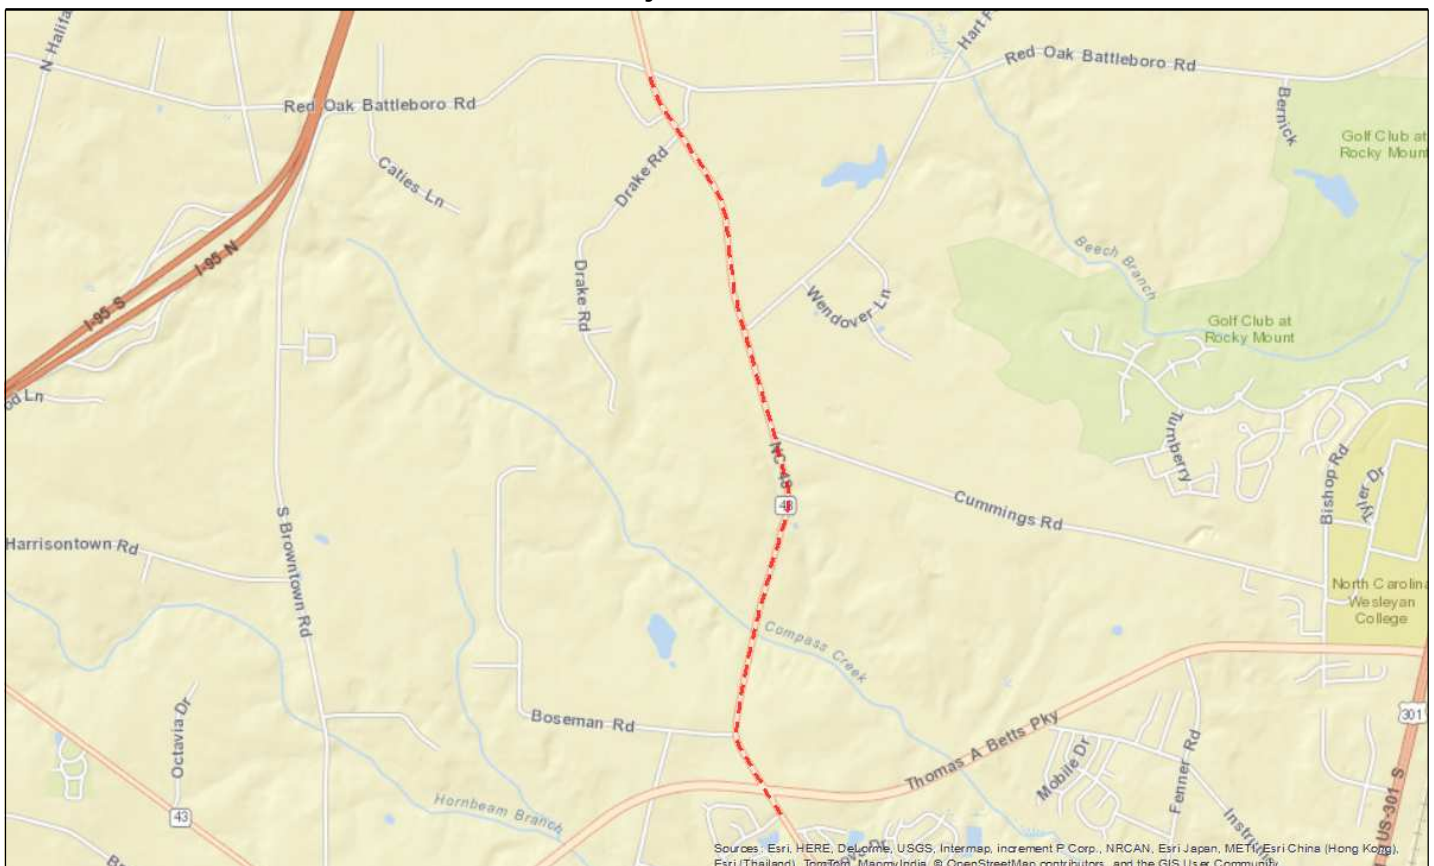 N Halifa
Hart F
Red Oak Battleboro Rd
Red Oak Battleboro Rd
Bernick
Golf Club at
Rocky Mount
Caties Ln
Drake Rd
I-95 N
I-95 S
Drake Rd
Beech Branch
Wendover Ln
Golf Club at
Rocky Mount
od Ln
Turnberry
NC-48
48
Cummings Rd
Bishop Rd
Tyler Dr
Harrisontown Rd
S Browntown Rd
North Carolina
Wesleyan
College
Compass Creek
Boseman Rd
Octavia Dr
301
Thomas A Betts Pky
Mobile Dr
Fenner Rd
43
Hornbeam Branch
Instr
US-301 S
Sources: Esri, HERE, DeLorme, USGS, Intermap, increment P Corp., NRCAN, Esri Japan, METI, Esri China (Hong Kong),
Esri (Thailand), TomTom, MapmyIndia, © OpenStreetMap contributors, and the GIS User Community